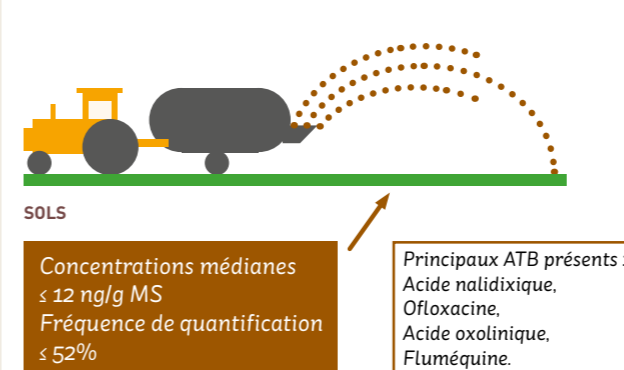 SOLS
Concentrations médianes
≤ 12 ng/g MS
Fréquence de quantification
≤ 52%
Principaux ATB présents :
Acide nalidixique,
Ofloxacine,
Acide oxolinique,
Fluméquine.